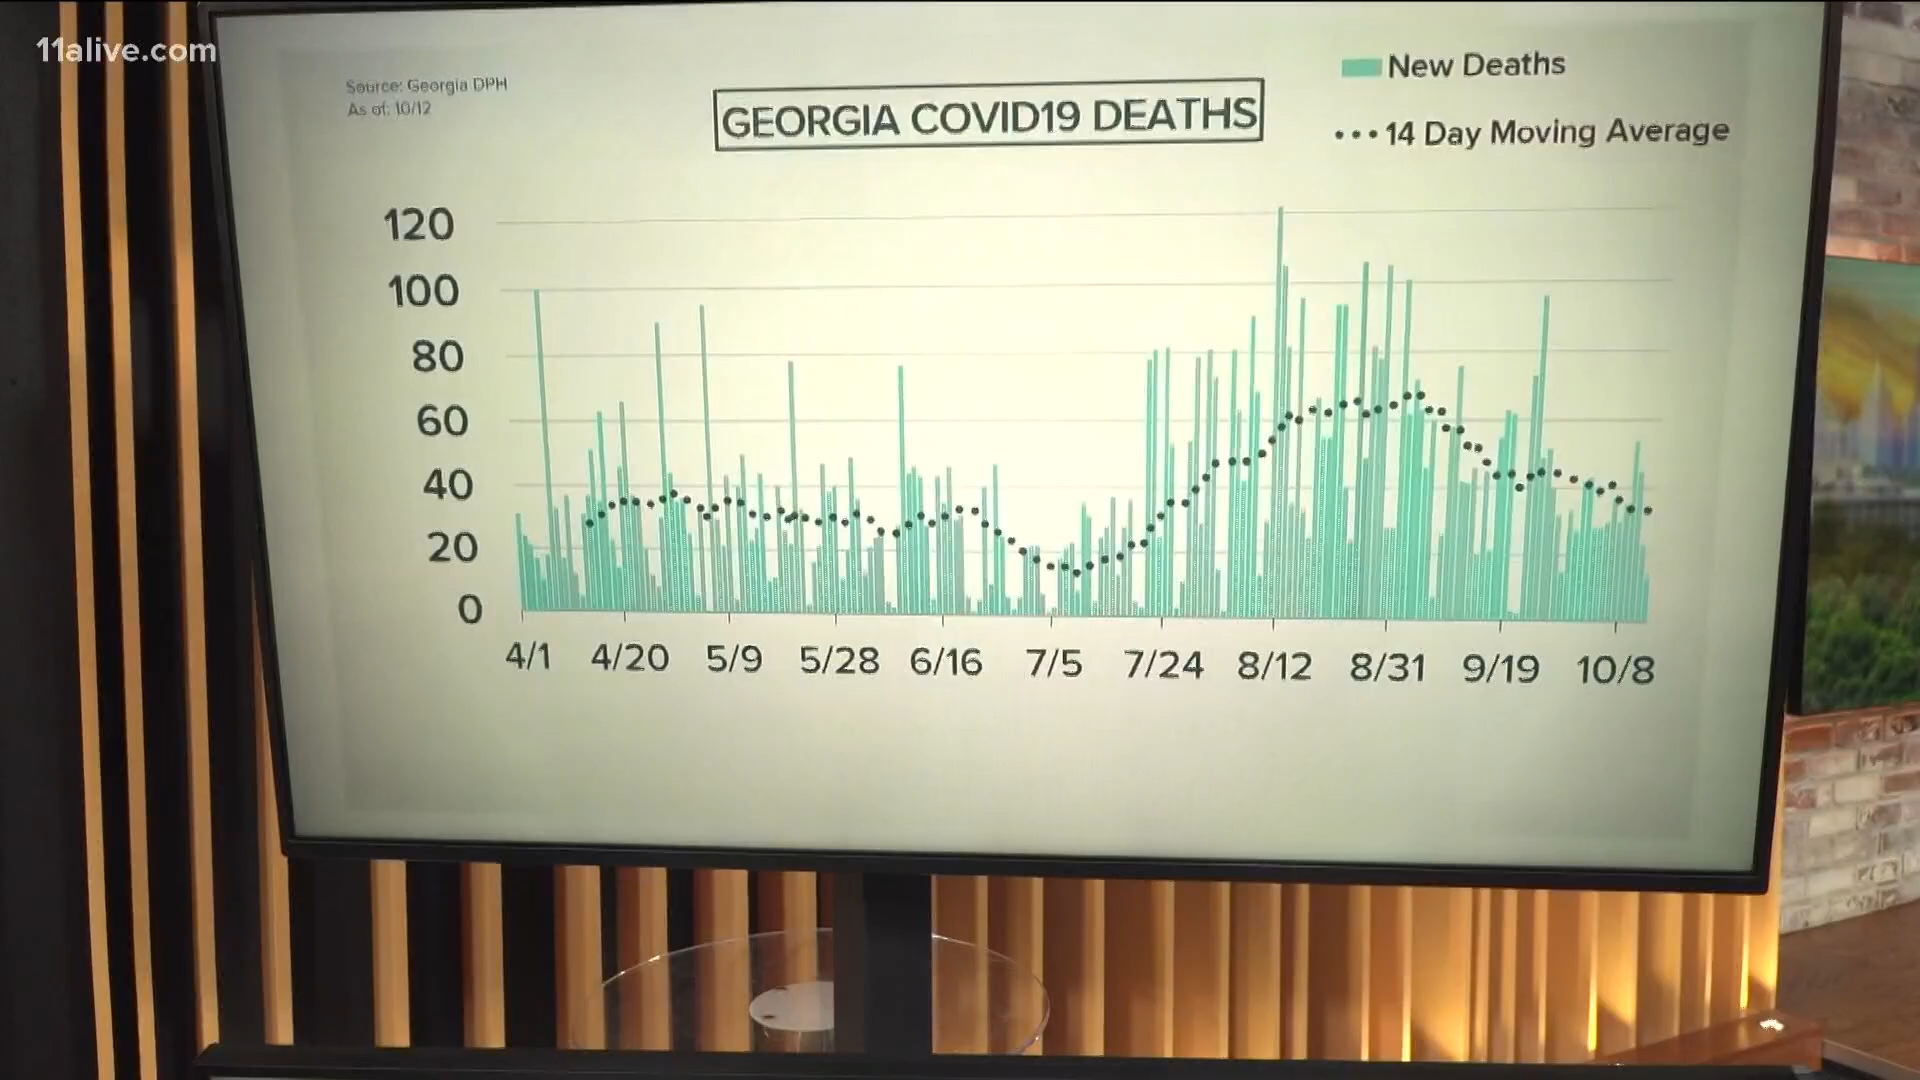 11alive.com
Source: Georgia DPH
As of: 10/12
GEORGIA COVID19 DEATHS
New Deaths
14 Day Moving Average
120
100
80
60
40
20
0
4/1 4/20 5/9 5/28 6/16 7/5 7/24 8/12 8/31 9/19 10/8